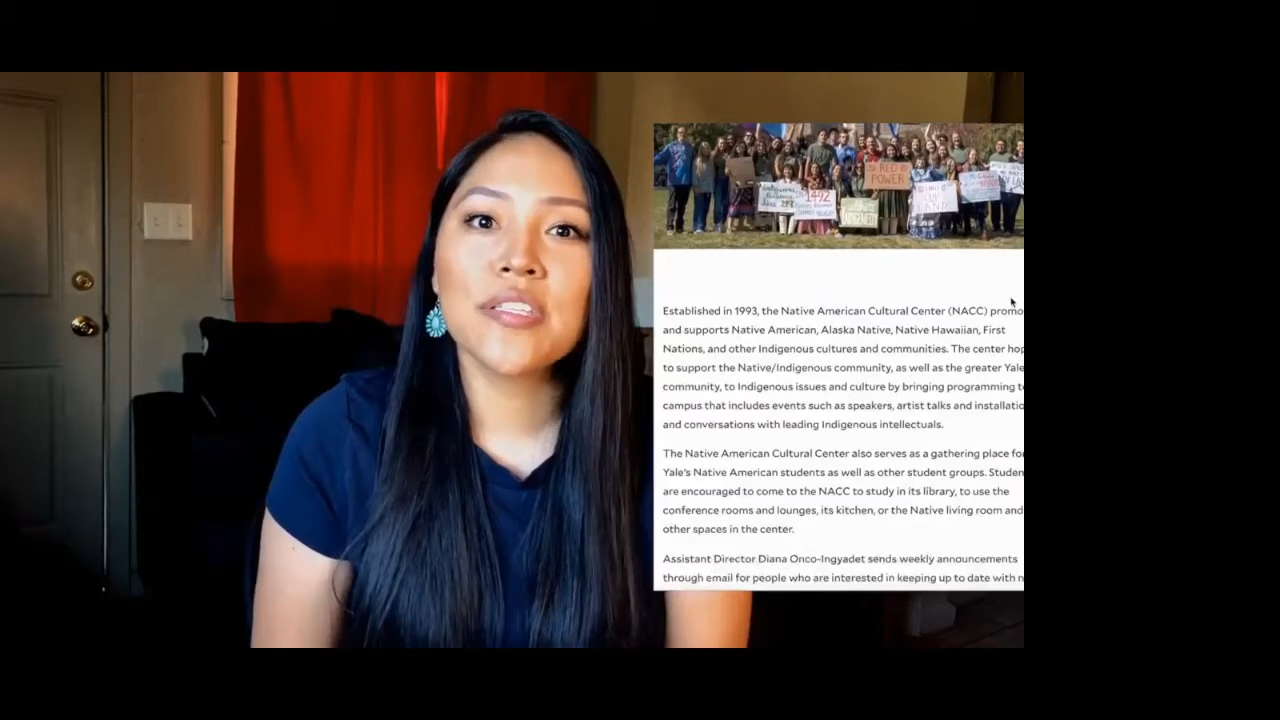 RED
POWER
1492
Established in 1993, the Native American Cultural Center (NACC) promo
and supports Native American, Alaska Native, Native Hawaiian, First
Nations, and other Indigenous cultures and communities. The center hop
to support the Native/Indigenous community, as well as the greater Yale
community, to Indigenous issues and culture by bringing programming to
campus that includes events such as speakers, artist talks and installatio
and conversations with leading Indigenous intellectuals.
The Native American Cultural Center also serves as a gathering place for
Yale's Native American students as well as other student groups. Studen
are encouraged to come to the NACC to study in its library, to use the
conference rooms and lounges, its kitchen, or the Native living room and
other spaces in the center.
Assistant Director Diana Onco-Ingyadet sends weekly announcements
through email for people who are interested in keeping up to date with n